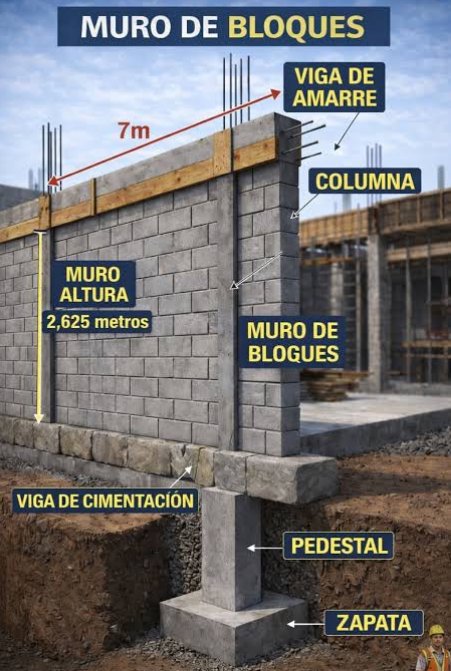 MURO DE BLOQUES
VIGA DE
AMARRE
7m
COLUMNA
MURO
ALTURA
2,625 metros
MURO DE
BLOGUES
VIGA DE CIMENTACIÓN
PEDESTAL
ZAPATA